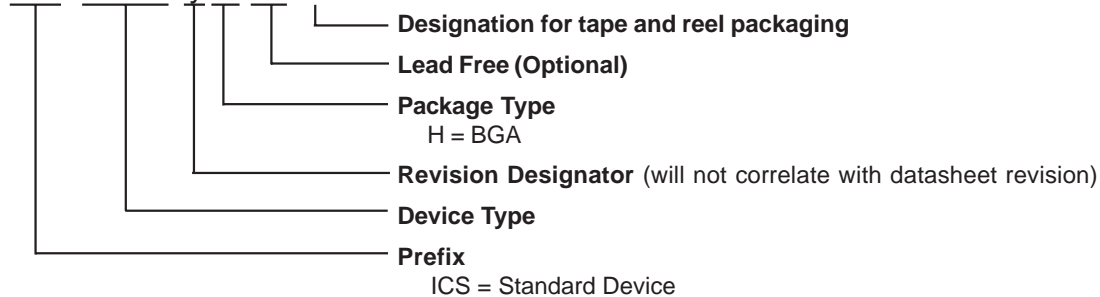 Designation for tape and reel packaging
Lead Free (Optional)
Package Type
H = BGA
Revision Designator (will not correlate with datasheet revision)
Device Type
Prefix
ICS = Standard Device